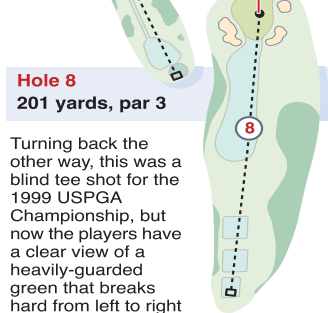 Hole 8
201 yards, par 3
Turning back the
other way, this was a
blind tee shot for the
1999 USPGA
Championship, but
now the players have
a clear view of a
heavily-guarded
green that breaks
hard from left to right
8